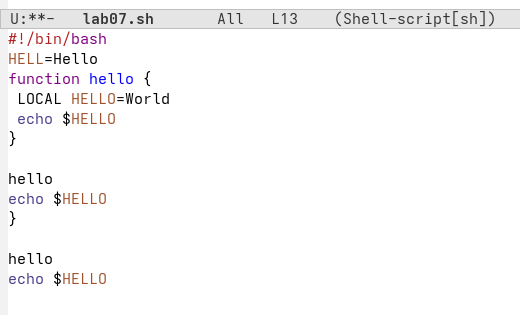 U:**-   lab07.sh       All   L13    (Shell-script[sh])
#!/bin/bash
HELL=Hello
function hello {
 LOCAL HELLO=World
 echo $HELLO
}

hello
echo $HELLO
}

hello
echo $HELLO